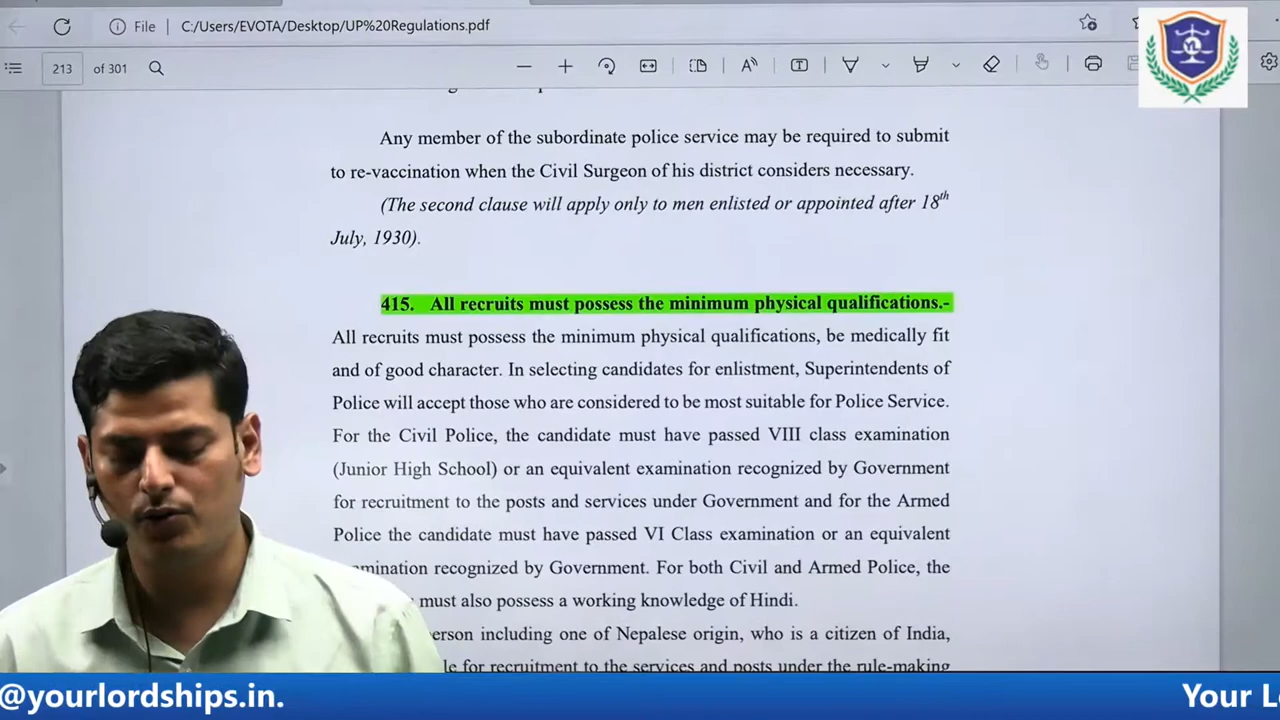 File C:/Users/EVOTA/Desktop/UP%20Regulations.pdf
213 of 301
Any member of the subordinate police service may be required to submit
to re-vaccination when the Civil Surgeon of his district considers necessary.
(The second clause will apply only to men enlisted or appointed after 18th
July, 1930).
415. All recruits must possess the minimum physical qualifications.-
All recruits must possess the minimum physical qualifications, be medically fit
and of good character. In selecting candidates for enlistment, Superintendents of
Police will accept those who are considered to be most suitable for Police Service.
For the Civil Police, the candidate must have passed VIII class examination
(Junior High School) or an equivalent examination recognized by Government
for recruitment to the posts and services under Government and for the Armed
Police the candidate must have passed VI Class examination or an equivalent
recognized by Government. For both Civil and Armed Police, the
must also possess a working knowledge of Hindi.
including one of Nepalese origin, who is a citizen of India,
for recruitment to the services and posts under the rule-making
@yourlordships.in. Your